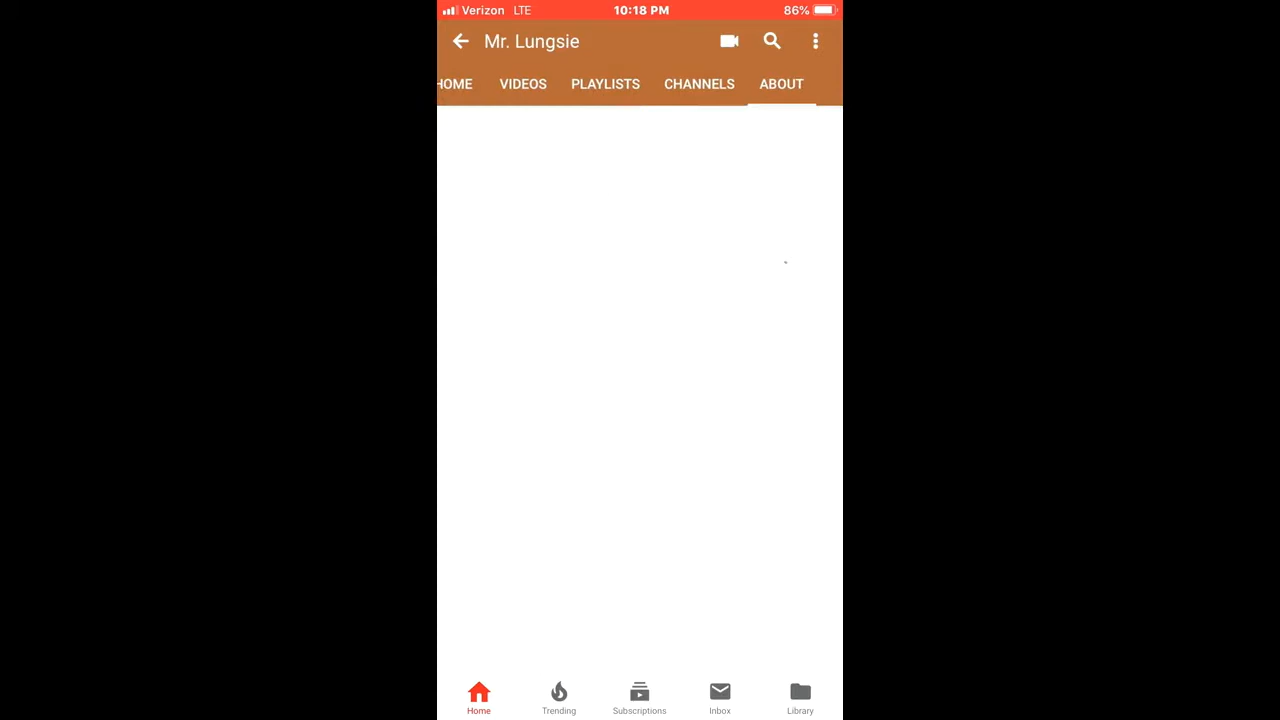 Verizon LTE 10:18 PM 86%
Mr. Lungsie
HOME VIDEOS PLAYLISTS CHANNELS ABOUT
Home Trending Subscriptions Inbox Library